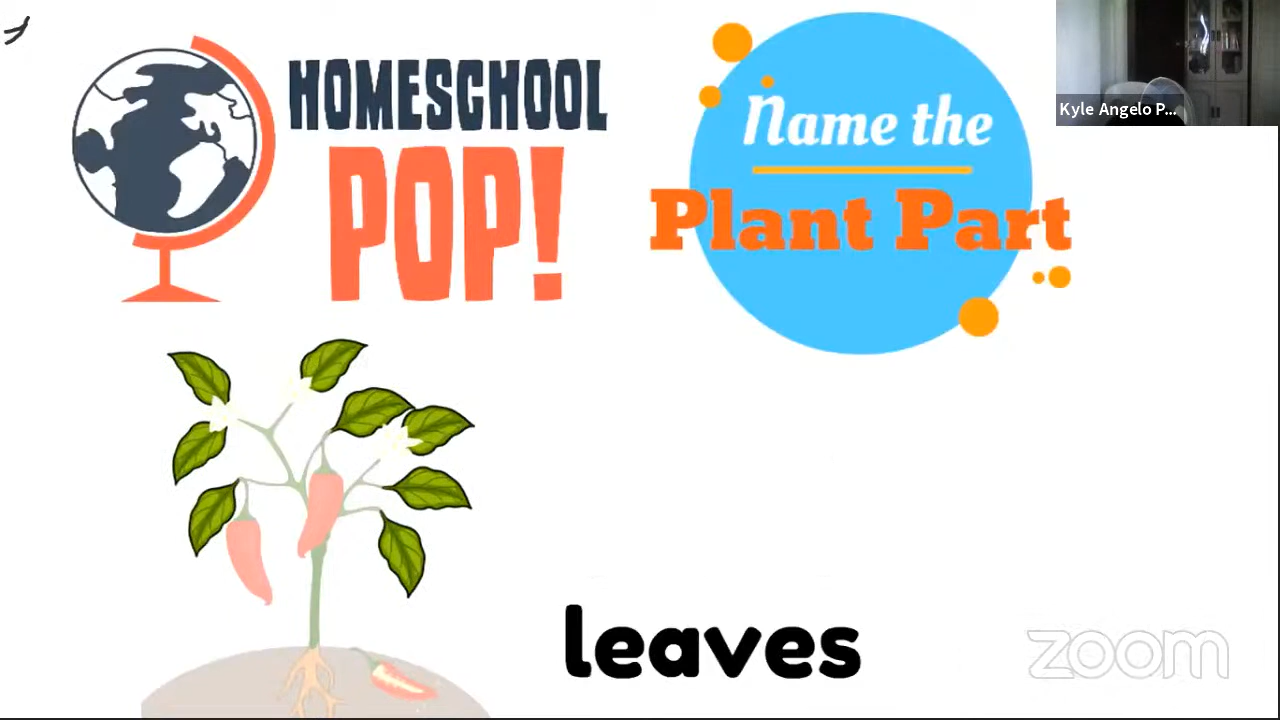 HOMESCHOOL
POP!
Name the
Plant Part
Kyle Angelo P...
leaves
zoom